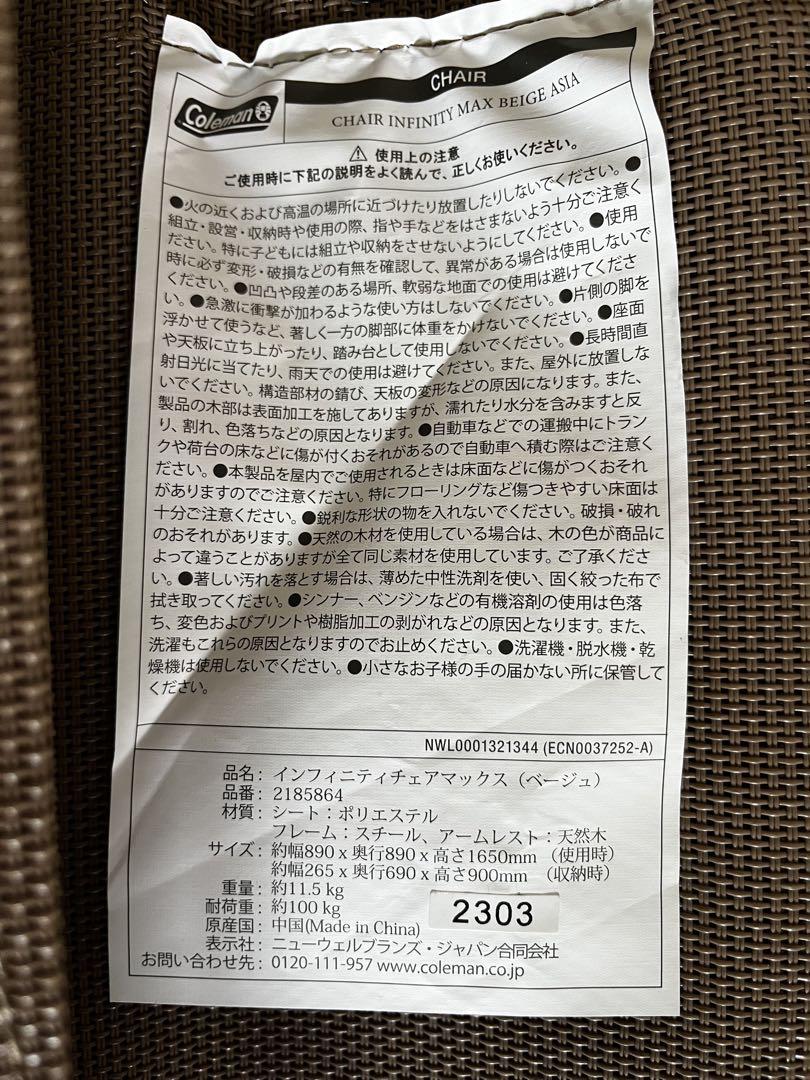 CHAIR
Coleman
CHAIR INFINITY MAX BEIGE ASIA
⚠ 使用上の注意
ご使用時に下記の説明をよく読んで、正しくお使いください。
●火の近くおよび高温の場所に近づけたり放置したりしないでください。●
組立・設営・収納時や使用の際、指や手などをはさまないよう十分ご注意く
ださい。特に子どもには組立や収納をさせないようにしてください。●使用
時に必ず変形・破損などの有無を確認して、異常がある場合は使用しないで
ください。●凹凸や段差のある場所、軟弱な地面での使用は避けてくださ
い。●急激に衝撃が加わるような使い方はしないでください。●片側の脚を
浮かせて使うなど、著しく一方の脚部に体重をかけないでください。●座面
や天板に立ち上がったり、踏み台として使用しないでください。●長時間直
射日光に当てたり、雨天での使用は避けてください。また、屋外に放置しな
いでください。構造部材の錆び、天板の変形などの原因になります。また、
製品の木部は表面加工を施してありますが、濡れたり水分を含みますと反
り、割れ、色落ちなどの原因となります。●自動車などでの運搬中にトラン
クや荷台の床などに傷が付くおそれがあるので自動車へ積む際はご注意く
ださい。●本製品を屋内でご使用されるときは床面などに傷がつくおそれ
がありますのでご注意ください。特にフローリングなど傷つきやすい床面は
十分ご注意ください。●鋭利な形状の物を入れないでください。破損・破れ
のおそれがあります。●天然の木材を使用している場合は、木の色が商品に
よって違うことがありますが全て同じ素材を使用しています。ご了承くださ
い。●著しい汚れを落とす場合は、薄めた中性洗剤を使い、固く絞った布で
拭き取ってください。●シンナー、ベンジンなどの有機溶剤の使用は色落
ち、変色およびプリントや樹脂加工の剥がれなどの原因となります。また、
洗濯もこれらの原因となりますのでお止めください。●洗濯機・脱水機・乾
燥機は使用しないでください。●小さなお子様の手の届かない所に保管して
ください。
NWL0001321344 (ECN0037252-A)
品名：インフィニティチェアマックス（ベージュ）
品番：2185864
材質：シート：ポリエステル
フレーム：スチール、アームレスト：天然木
サイズ：約幅890 x 奥行890 x 高さ1650mm （使用時）
約幅265 x 奥行690 x 高さ900mm （収納時）
重量：約11.5 kg
耐荷重：約100 kg
2303
原産国：中国(Made in China)
表示社：ニューウェルブランズ・ジャパン合同会社
お問い合わせ先：0120-111-957 www.coleman.co.jp